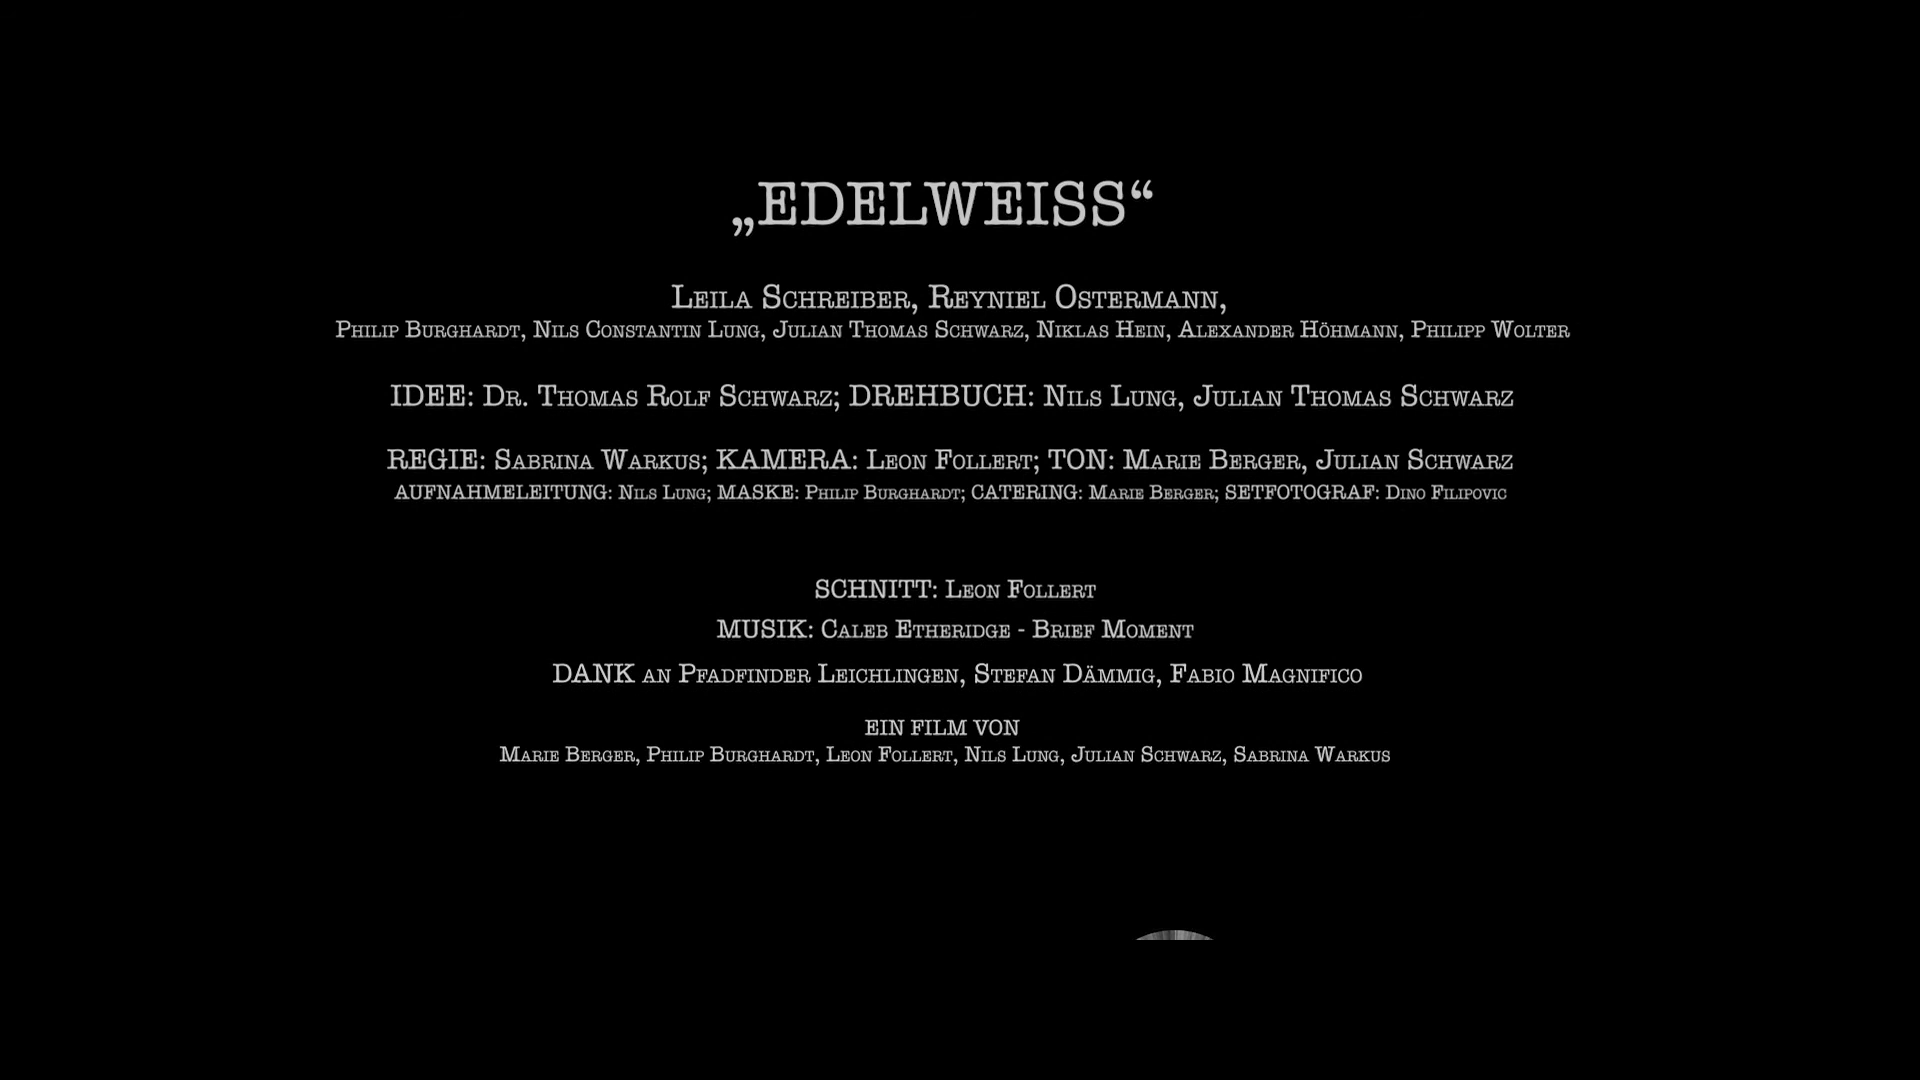 „EDELWEISS“
Leila Schreiber, Reyniel Ostermann,
Philip Burghardt, Nils Constantin Lung, Julian Thomas Schwarz, Niklas Hein, Alexander Höhmann, Philipp Wolter
IDEE: Dr. Thomas Rolf Schwarz; DREHBUCH: Nils Lung, Julian Thomas Schwarz
REGIE: Sabrina Warkus; KAMERA: Leon Follert; TON: Marie Berger, Julian Schwarz
AUFNAHMELEITUNG: Nils Lung; MASKE: Philip Burghardt; CATERING: Marie Berger; SETFOTOGRAF: Dino Filipovic
SCHNITT: Leon Follert
MUSIK: Caleb Etheridge - Brief Moment
DANK an Pfadfinder Leichlingen, Stefan Dämmig, Fabio Magnifico
EIN FILM VON
Marie Berger, Philip Burghardt, Leon Follert, Nils Lung, Julian Schwarz, Sabrina Warkus